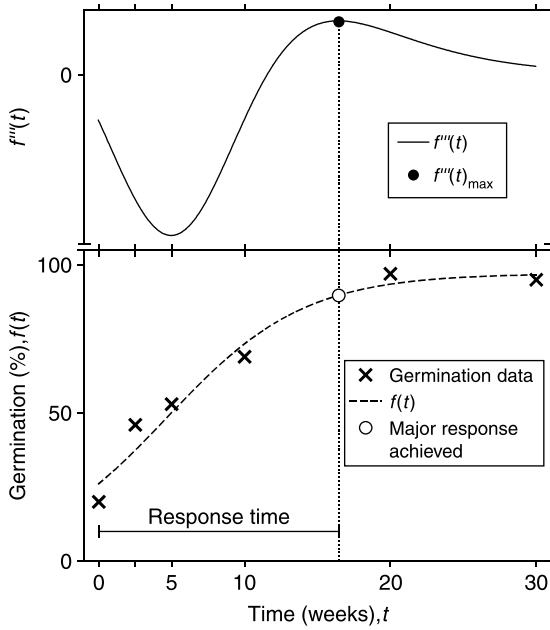 0
f'''(t)
f'''(t)
f'''(t)max
100
50
0
Germination (%),f(t)
Germination data
f(t)
Major response
achieved
Response time
0 5 10 20 30
Time (weeks),t